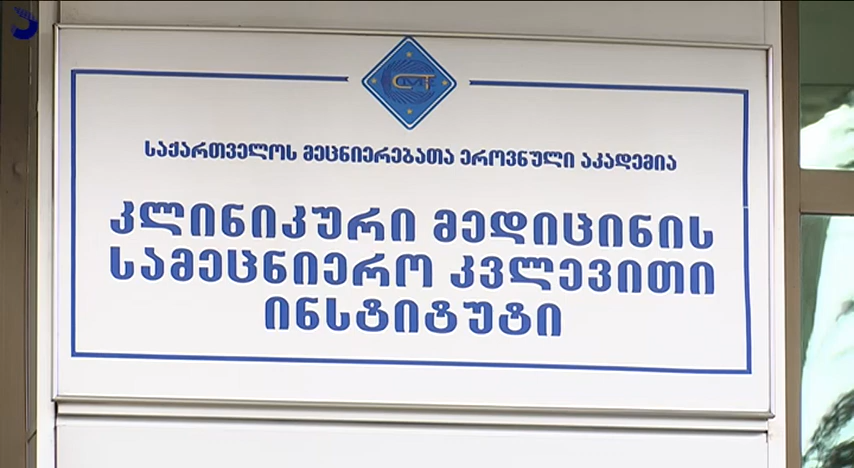 საქართველოს მეცნიერებათა ეროვნული აკადემია
კლინიკური მედიცინის
სამეცნიერო კვლევითი
ინსტიტუტი